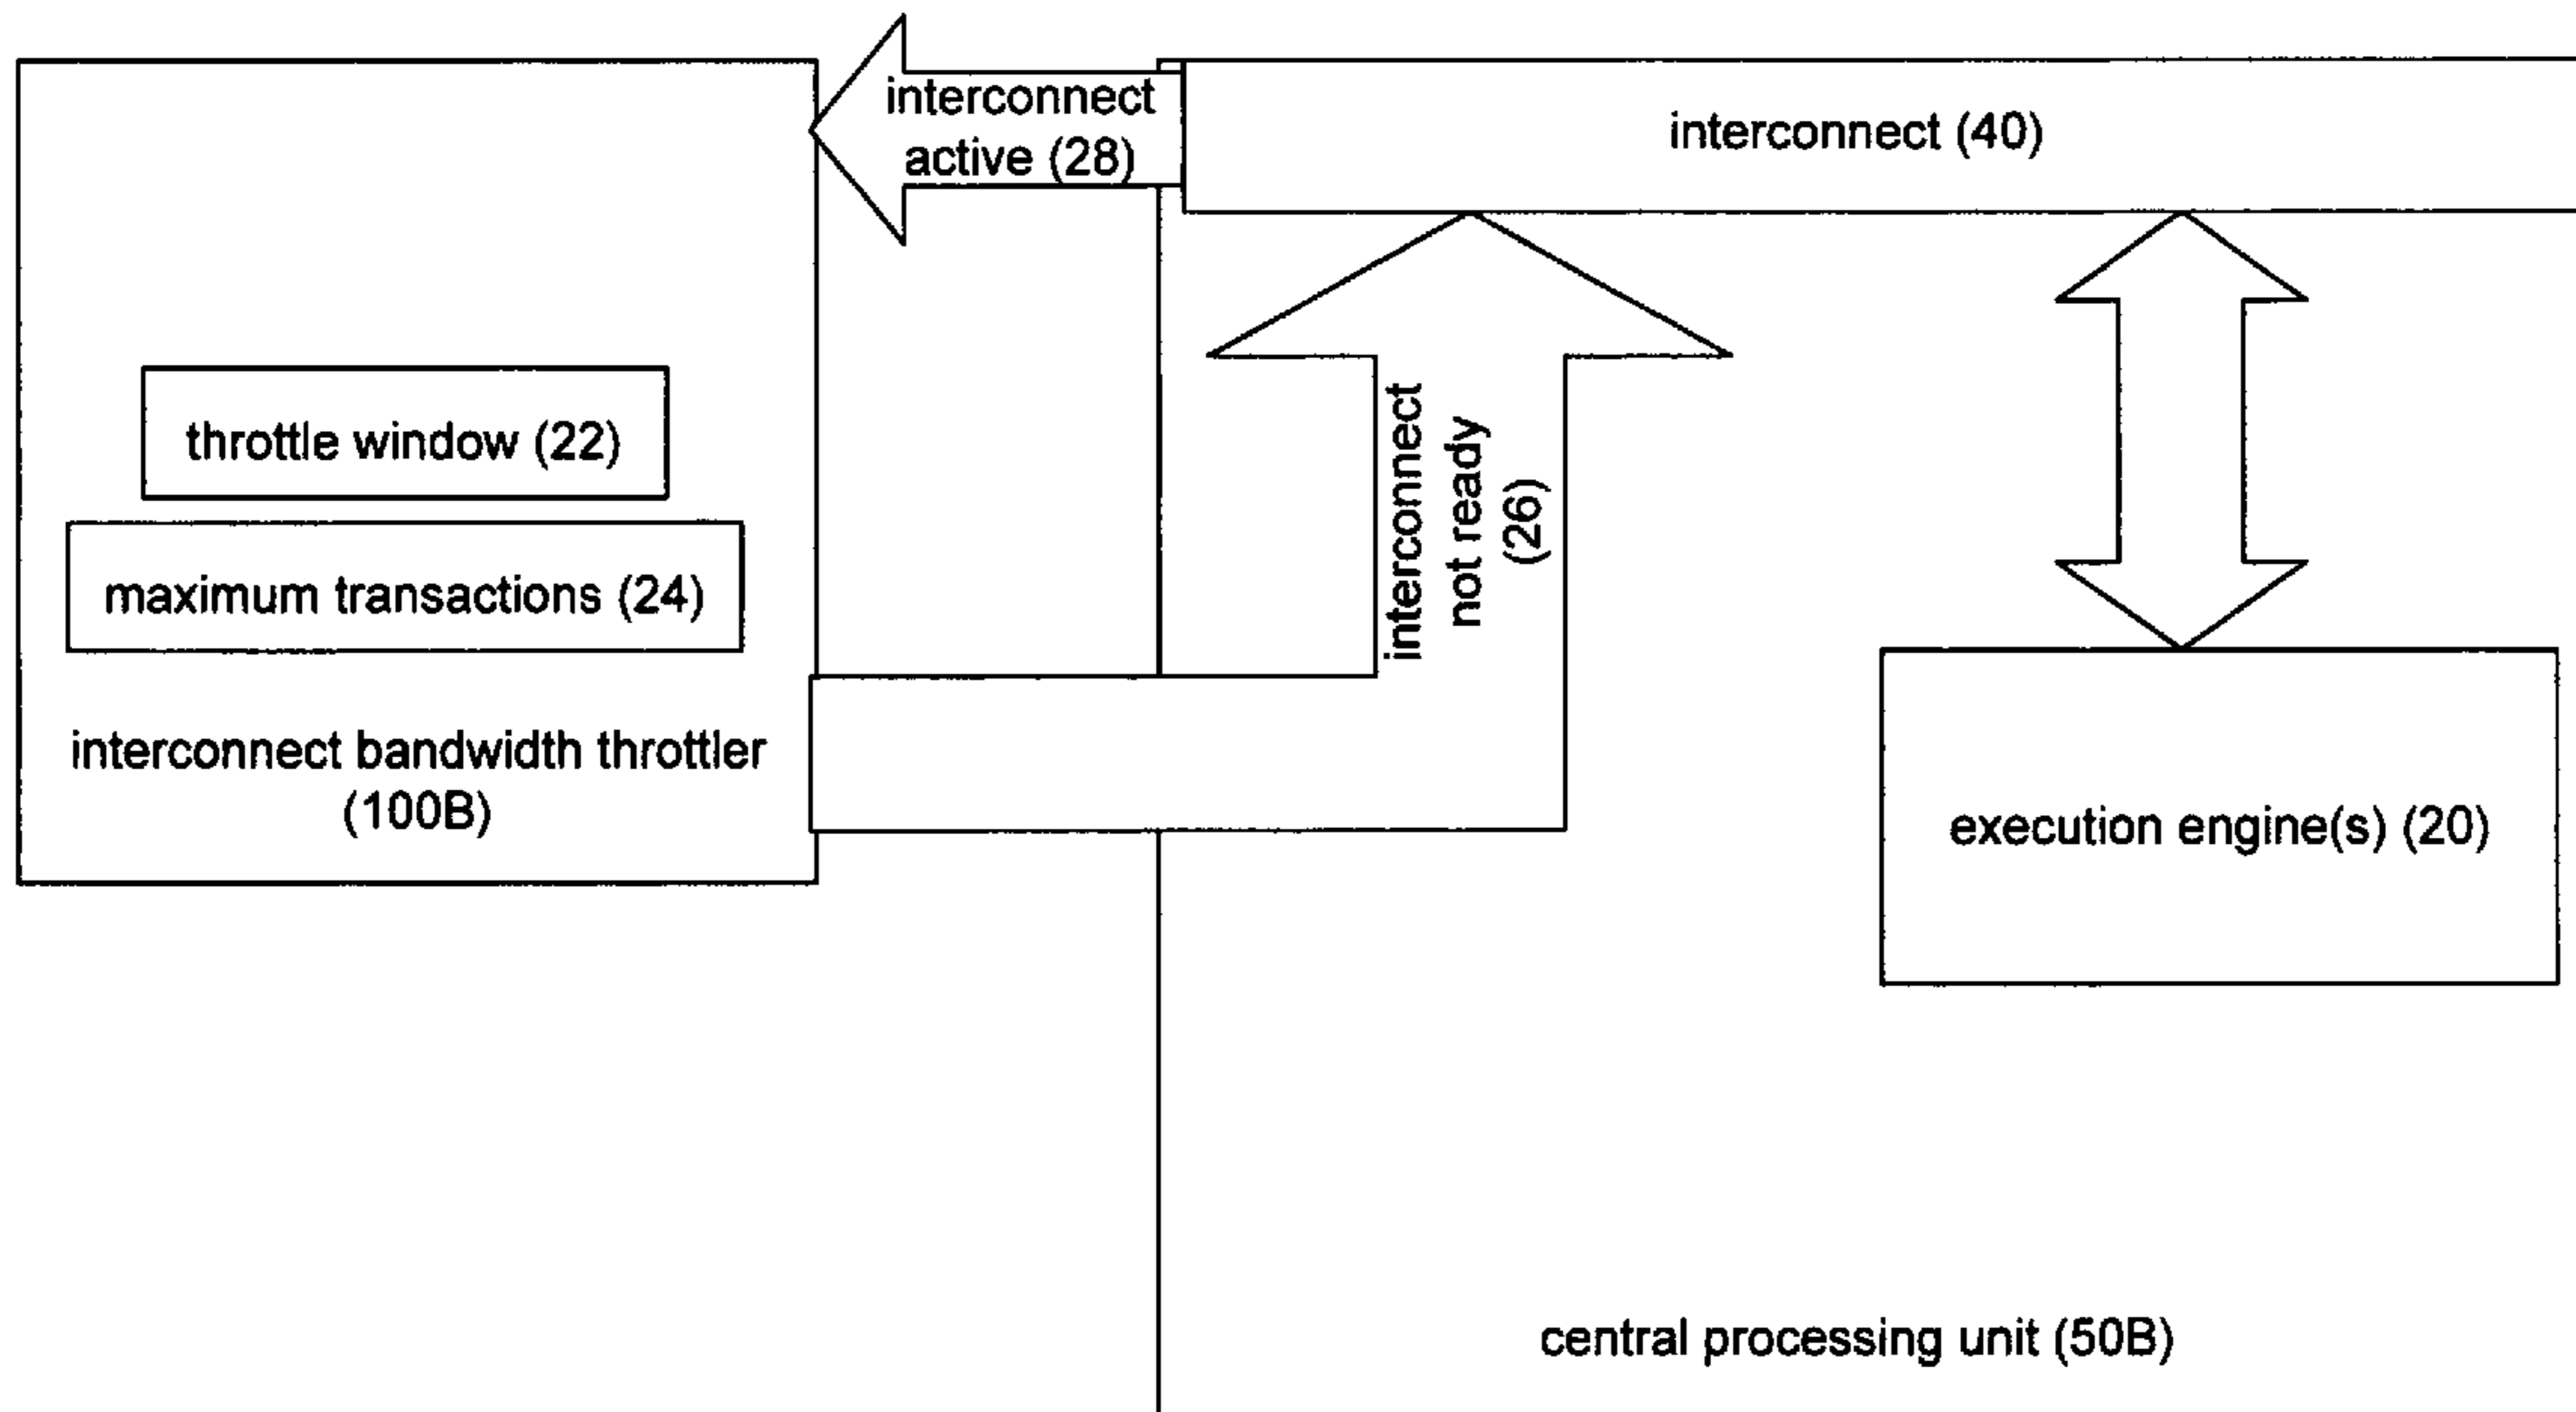 interconnect
active (28)
interconnect (40)
throttle window (22)
maximum transactions (24)
interconnect bandwidth throttler
(100B)
interconnect
not ready
(26)
execution engine(s) (20)
central processing unit (50B)